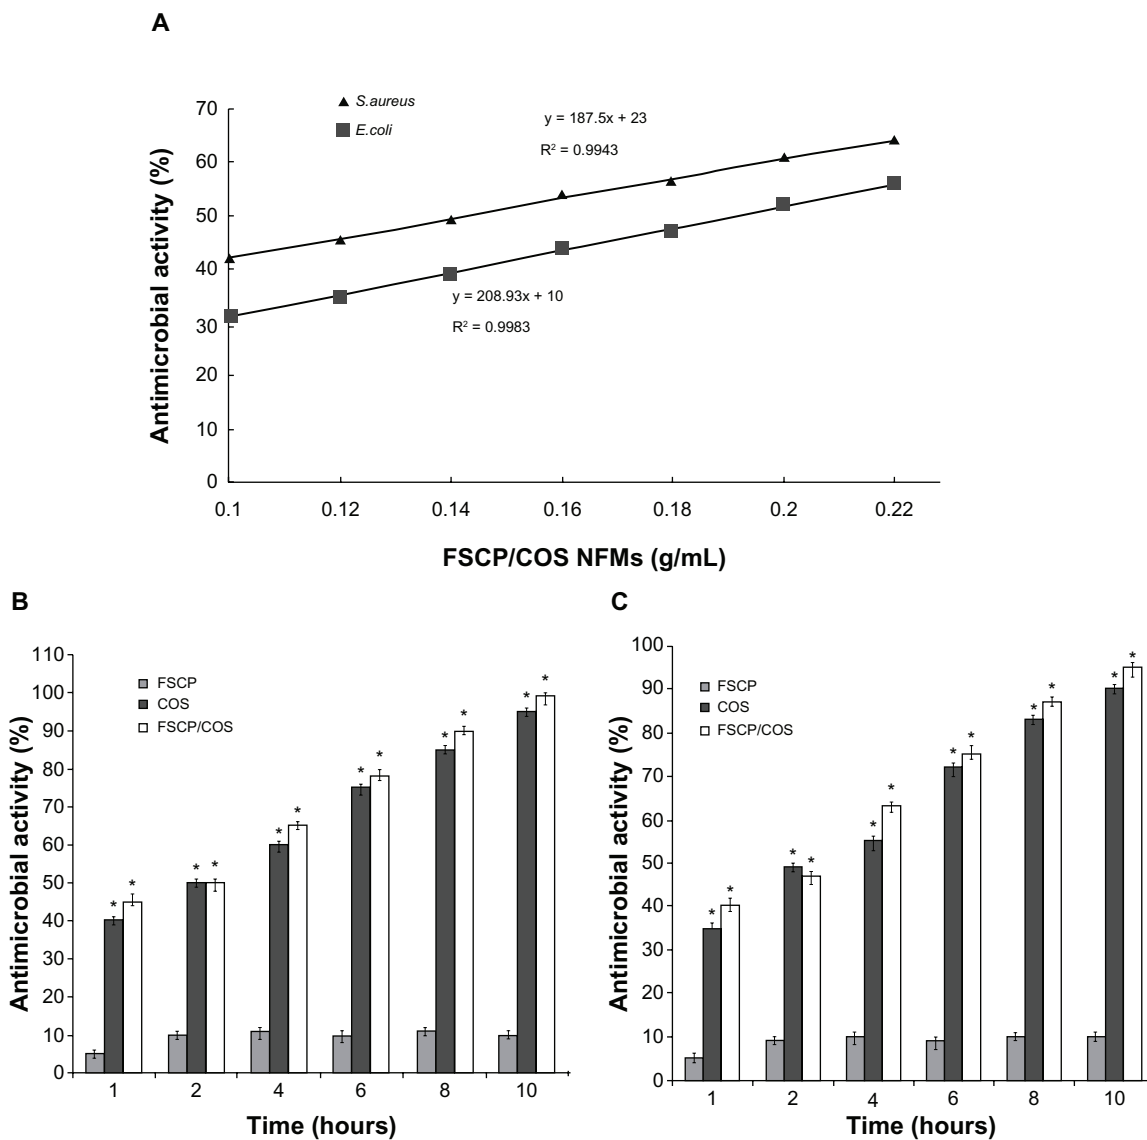 A
S.aureus
E.coli
y = 187.5x + 23
R² = 0.9943
y = 208.93x + 10
R² = 0.9983
Antimicrobial activity (%)
70
60
50
40
30
20
10
0
0.1 0.12 0.14 0.16 0.18 0.2 0.22
FSCP/COS NFMs (g/mL)
B
FSCP
COS
FSCP/COS
Antimicrobial activity (%)
110
100
90
80
70
60
50
40
30
20
10
0
* * * * * * * * * * * *
1 2 4 6 8 10
Time (hours)
C
FSCP
COS
FSCP/COS
Antimicrobial activity (%)
100
90
80
70
60
50
40
30
20
10
0
* * * * * * * * * * * *
1 2 4 6 8 10
Time (hours)